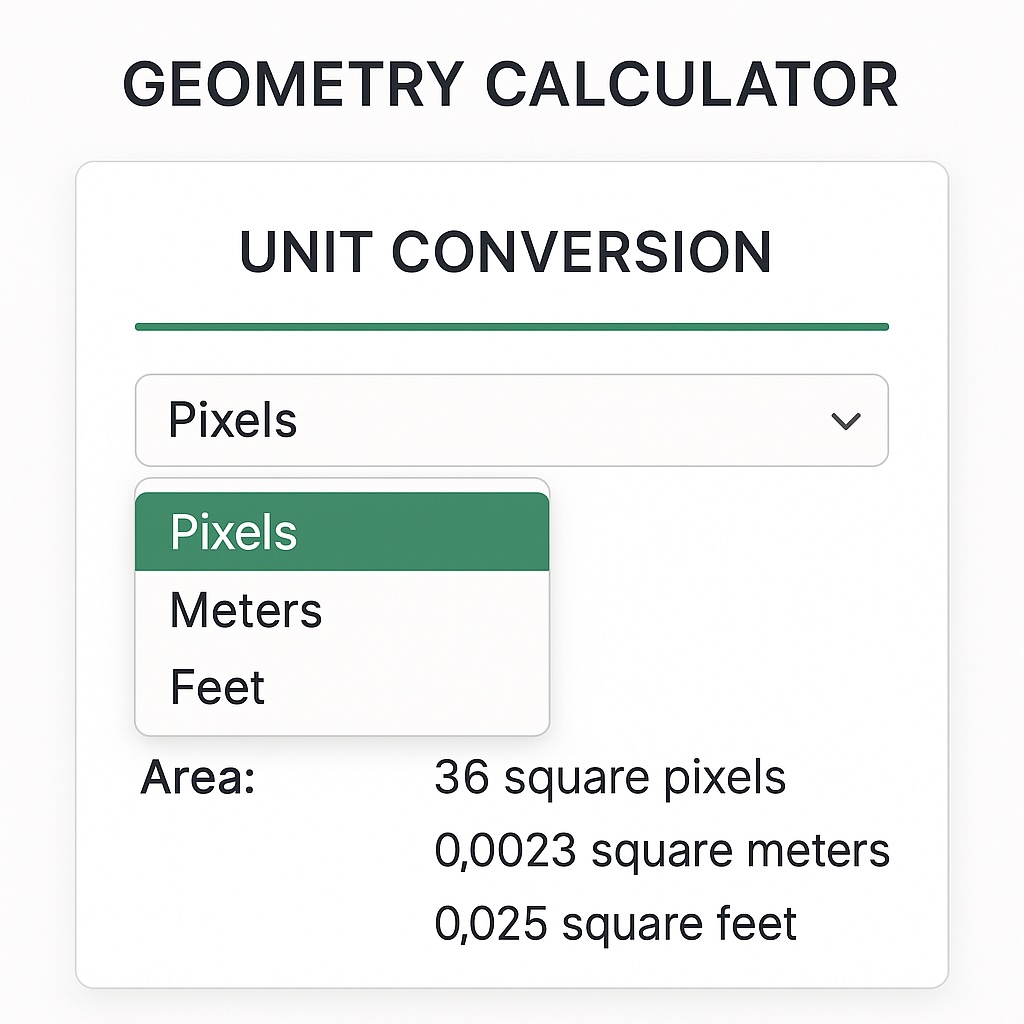 GEOMETRY CALCULATOR
UNIT CONVERSION
Pixels
Pixels
Meters
Feet
Area: 36 square pixels
0,0023 square meters
0,025 square feet